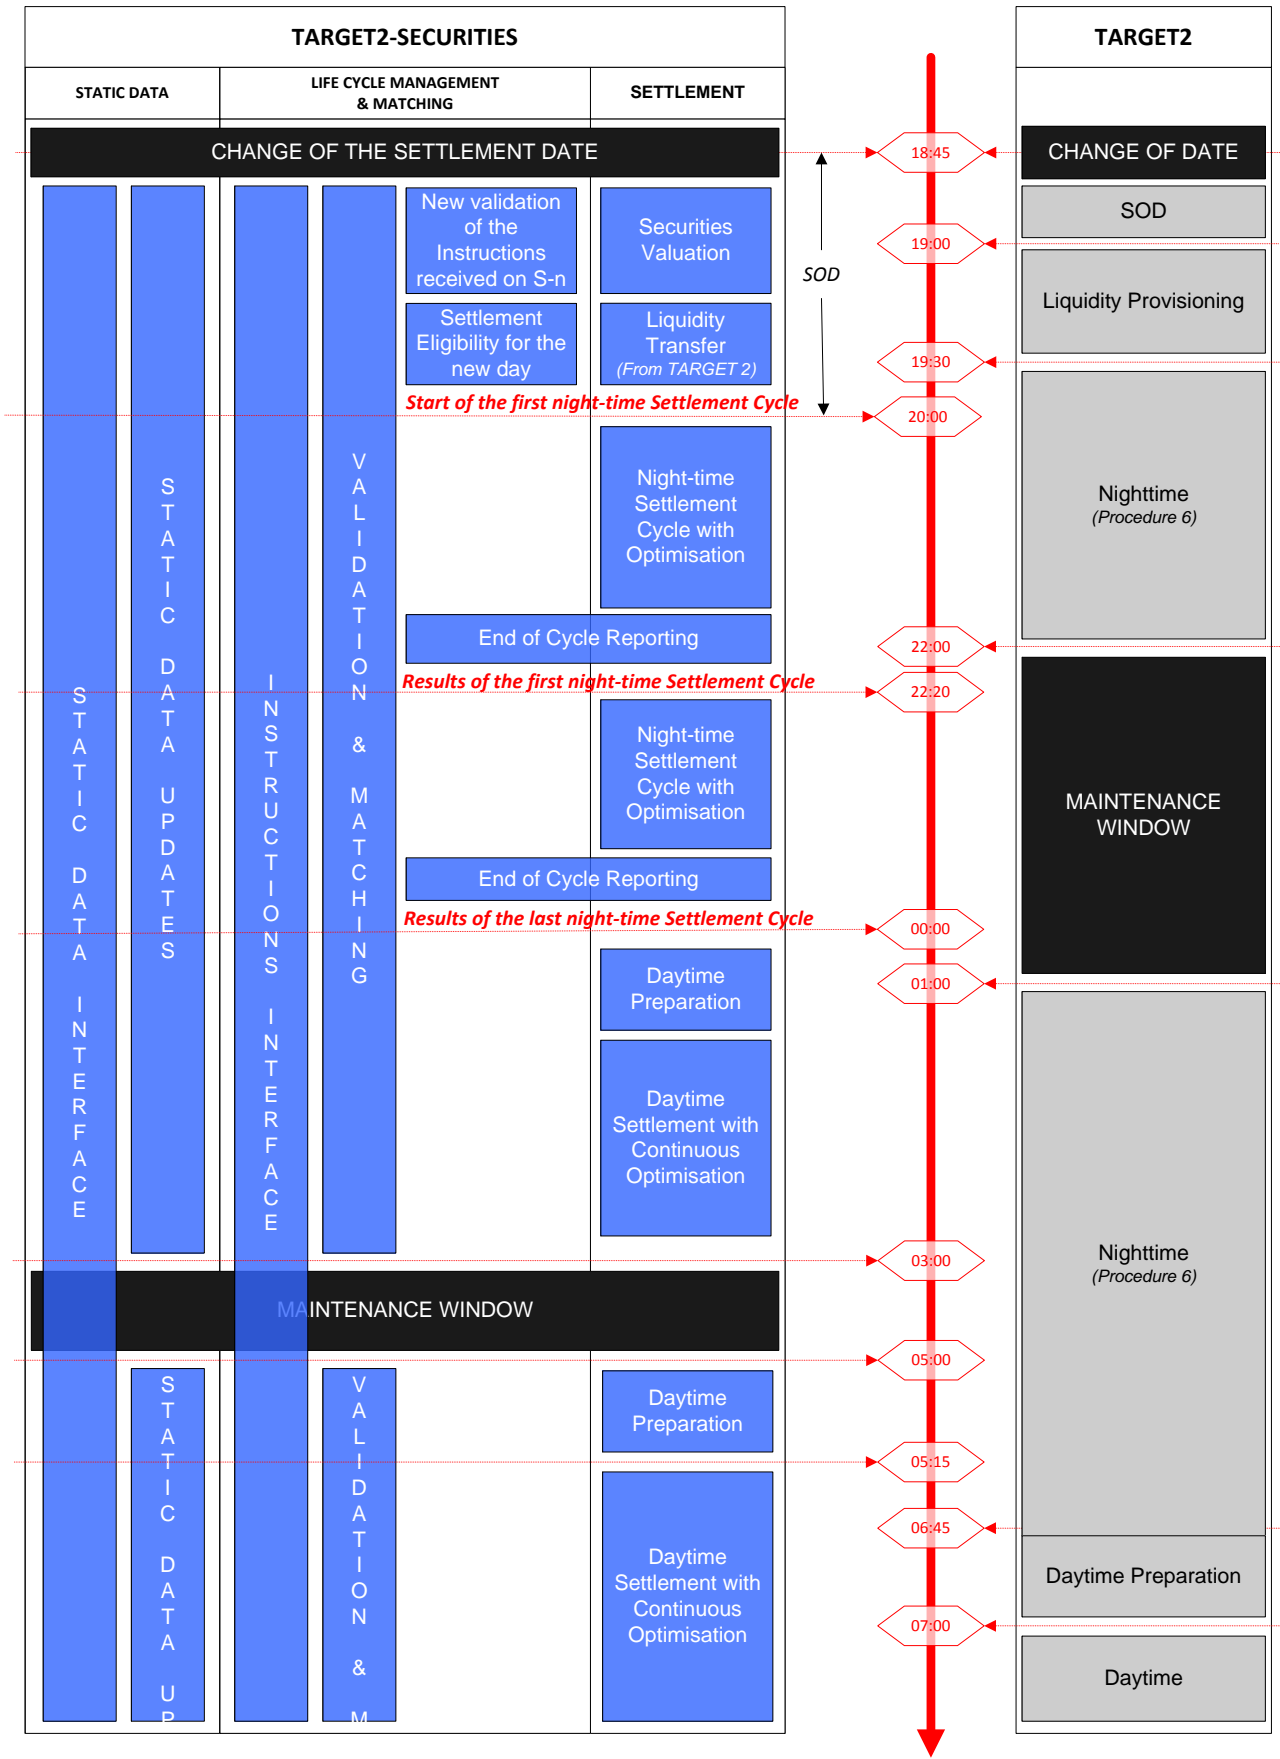 TARGET2-SECURITIES
TARGET2
STATIC DATA
LIFE CYCLE MANAGEMENT
& MATCHING
SETTLEMENT
CHANGE OF THE SETTLEMENT DATE
18:45
CHANGE OF DATE
New validation
of the
Instructions
received on S-n
Securities
Valuation
SOD
SOD
19:00
Liquidity Provisioning
Settlement
Eligibility for the
new day
Liquidity
Transfer
(From TARGET 2)
19:30
Start of the first night-time Settlement Cycle
20:00
Night-time
Settlement
Cycle with
Optimisation
Nighttime
(Procedure 6)
End of Cycle Reporting
22:00
Results of the first night-time Settlement Cycle
22:20
Night-time
Settlement
Cycle with
Optimisation
MAINTENANCE
WINDOW
End of Cycle Reporting
Results of the last night-time Settlement Cycle
00:00
Daytime
Preparation
01:00
Daytime
Settlement with
Continuous
Optimisation
STATIC DATA INTERFACE
STATIC DATA UPDATES
INSTRUCTIONS INTERFACE
VALIDATION & MATCHING
03:00
Nighttime
(Procedure 6)
MAINTENANCE WINDOW
05:00
Daytime
Preparation
05:15
06:45
Daytime
Settlement with
Continuous
Optimisation
Daytime Preparation
07:00
Daytime
STATIC DATA UP
VALIDATION & M